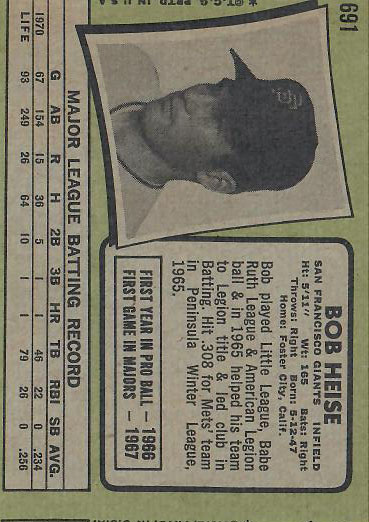 691
* © T.C.G. PRTD. IN U.S.A.
BOB HEISE
SAN FRANCISCO GIANTS INFIELD
Ht: 5'11" Wt: 165 Bats: Right
Throws: Right Born: 5-12-47
Home: Foster City, Calif.
Bob played Little League, Babe
Ruth League & American Legion
ball & in 1965 helped his team
to Legion title & led club in
Batting. Hit .308 for Mets' team
in Peninsula Winter League,
1965.
FIRST YEAR IN PRO BALL — 1966
FIRST GAME IN MAJORS — 1967
MAJOR LEAGUE BATTING RECORD
G AB R H 2B 3B HR TB RBI SB AVG.
1970 67 154 15 36 5 1 1 46 22 0 .234
LIFE 93 249 26 64 10 1 1 79 26 0 .256